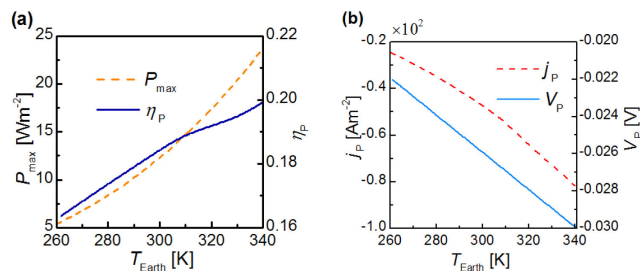 (a)
25
20
15
10
5
P_max [Wm⁻²]
P_max
η_P
0.22
0.20
0.19
0.18
0.16
η_P
260 280 300 320 340
T_Earth [K]
(b)
×10²
-0.2
-0.4
-0.6
-0.8
-1.0
j_P [Am⁻²]
j_P
V_P
-0.020
-0.022
-0.024
-0.026
-0.028
-0.030
V_P [V]
260 280 300 320 340
T_Earth [K]